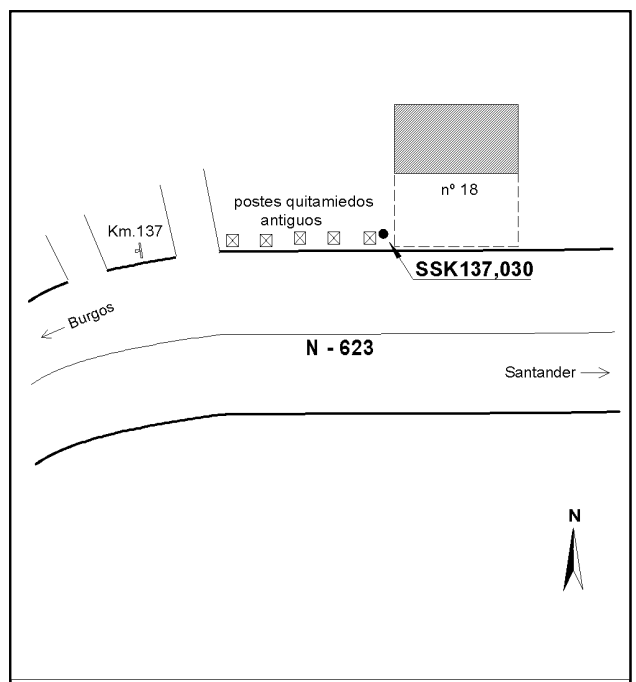 nº 18
postes quitamiedos
antiguos
Km.137
SSK137,030
Burgos
N - 623
Santander
N